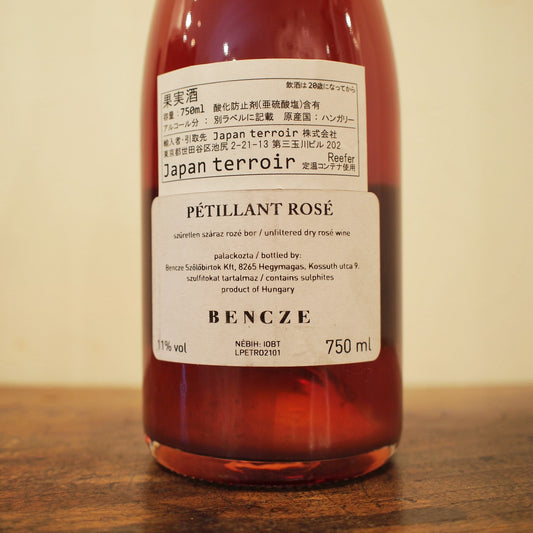 飲酒は20歳になってから
果実酒
容量：750ml 酸化防止剤(亜硫酸塩)含有
アルコール分 ：別ラベルに記載 原産国：ハンガリー
輸入者・引取先 Japan terroir 株式会社
東京都世田谷区池尻 2-21-13 第三玉川ビル 202
Japan terroir Reefer
定温コンテナ使用
PÉTILLANT ROSÉ
szűretlen száraz rozé bor / unfiltered dry rosé wine
palackozta / bottled by:
Bencze Szőlőbirtok Kft, 8265 Hegymagas, Kossuth utca 9.
szulfitokat tartalmaz / contains sulphites
product of Hungary
BENCZE
11% vol NÉBIH: IOBT 750 ml
LPETRO2101